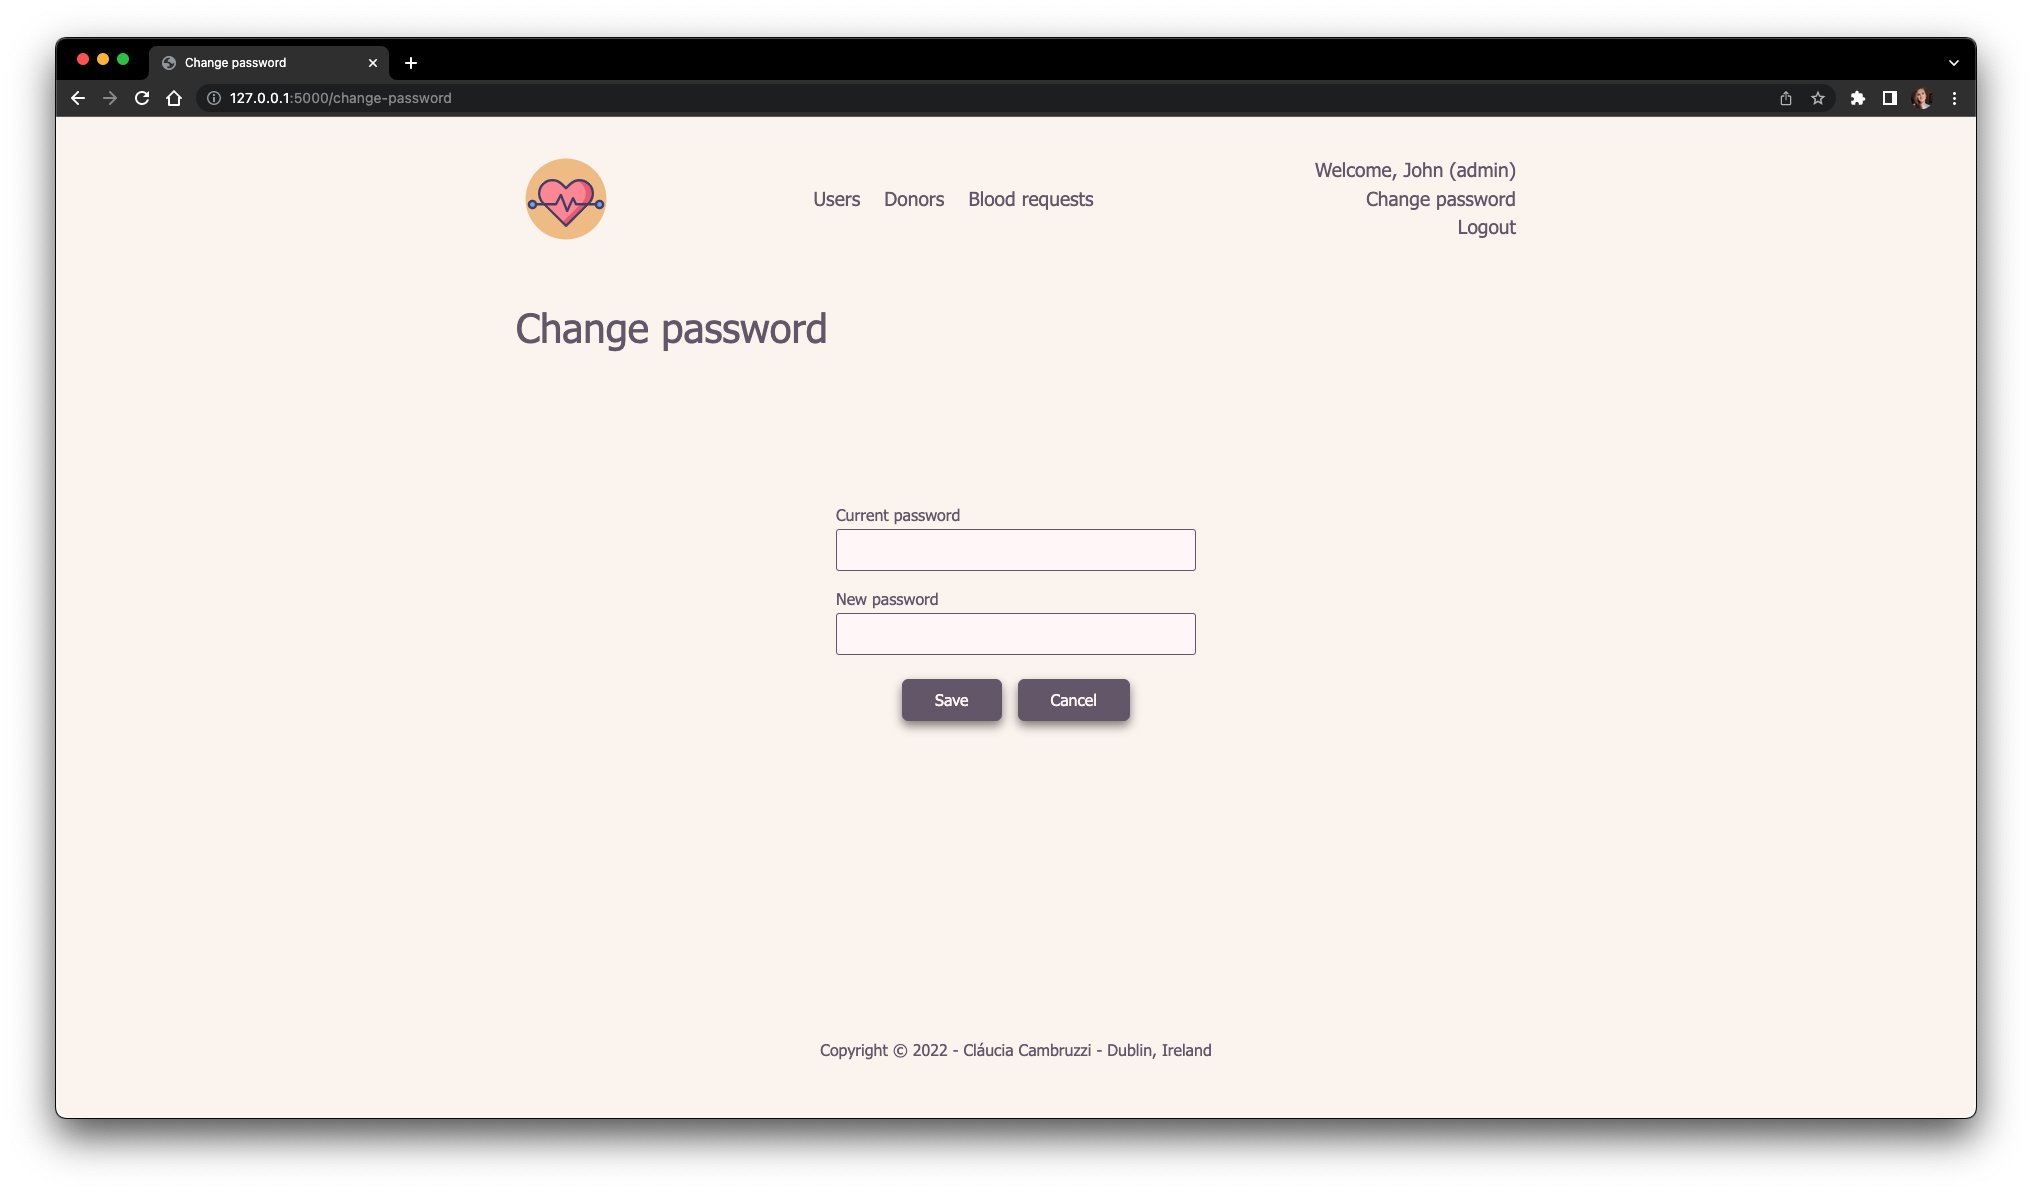 Change password
127.0.0.1:5000/change-password
Welcome, John (admin)
Users Donors Blood requests
Change password
Logout
Change password
Current password
New password
Save Cancel
Copyright © 2022 - Cláucia Cambruzzi - Dublin, Ireland